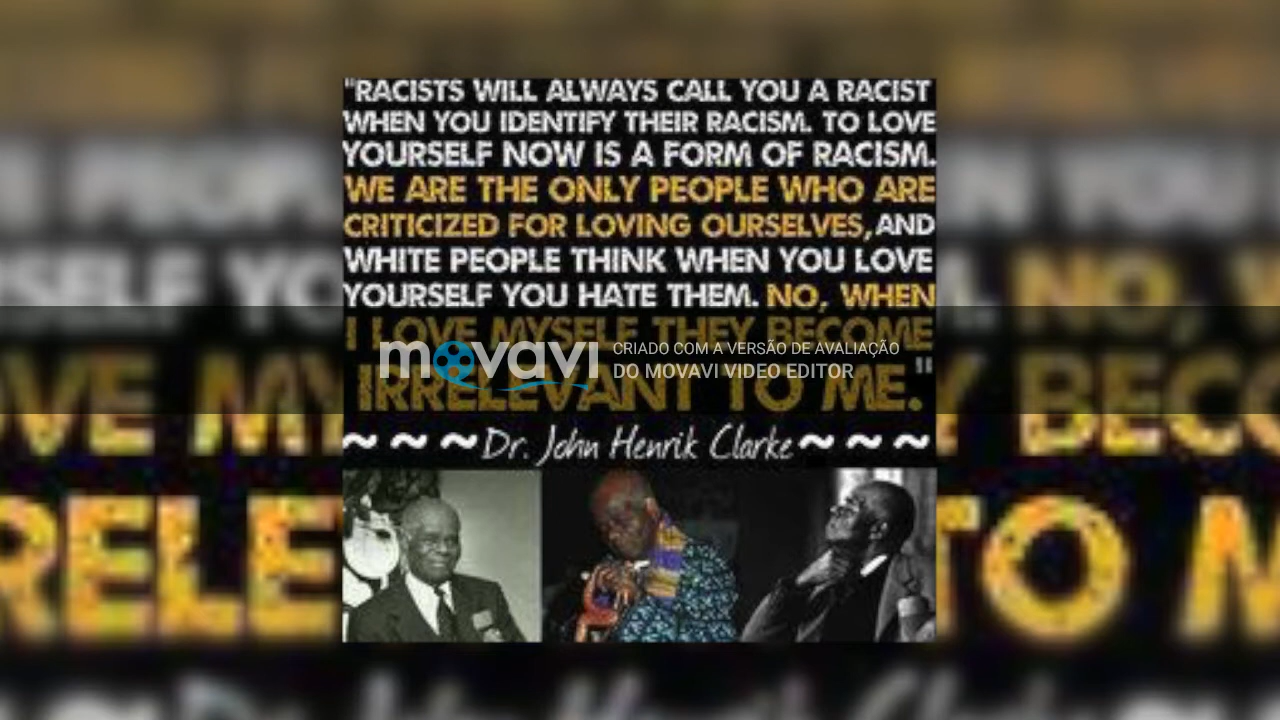 "RACISTS WILL ALWAYS CALL YOU A RACIST
WHEN YOU IDENTIFY THEIR RACISM. TO LOVE
YOURSELF NOW IS A FORM OF RACISM.
WE ARE THE ONLY PEOPLE WHO ARE
CRITICIZED FOR LOVING OURSELVES, AND
WHITE PEOPLE THINK WHEN YOU LOVE
YOURSELF YOU HATE THEM. NO, WHEN
I LOVE MYSELF THEY BECOME
IRRELEVANT TO ME."
movavi
CRIADO COM A VERSÃO DE AVALIAÇÃO
DO MOVAVI VIDEO EDITOR
~ ~ ~Dr. John Henrik Clarke~ ~ ~